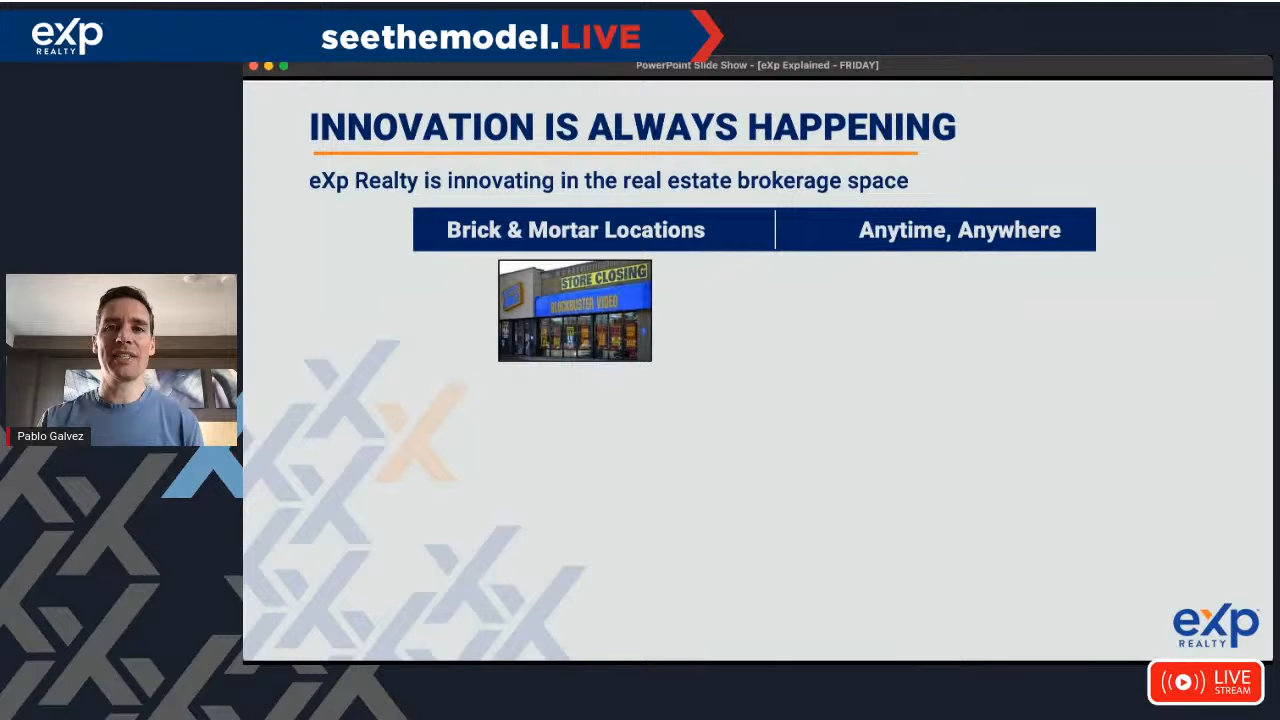 eXp
REALTY
seethemodel.LIVE
PowerPoint Slide Show - [eXp Explained - FRIDAY]
INNOVATION IS ALWAYS HAPPENING
eXp Realty is innovating in the real estate brokerage space
Brick & Mortar Locations
Anytime, Anywhere
STORE CLOSING
BLOCKBUSTER VIDEO
Pablo Galvez
eXp
REALTY
LIVE
STREAM